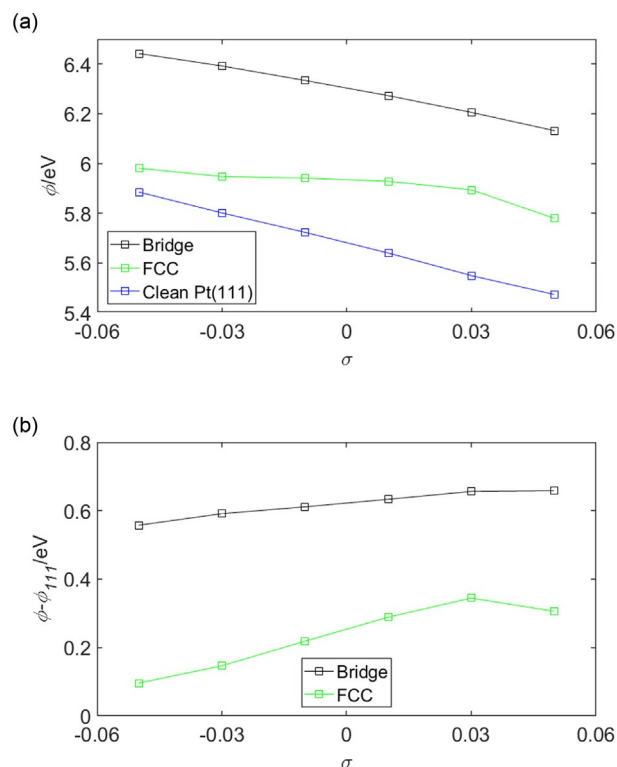 (a)
6.4
6.2
6
5.8
5.6
5.4
ϕ/eV
Bridge
FCC
Clean Pt(111)
-0.06
-0.03
0
0.03
0.06
σ
(b)
0.8
0.6
0.4
0.2
0
ϕ-ϕ111/eV
Bridge
FCC
-0.06
-0.03
0
0.03
0.06
σ